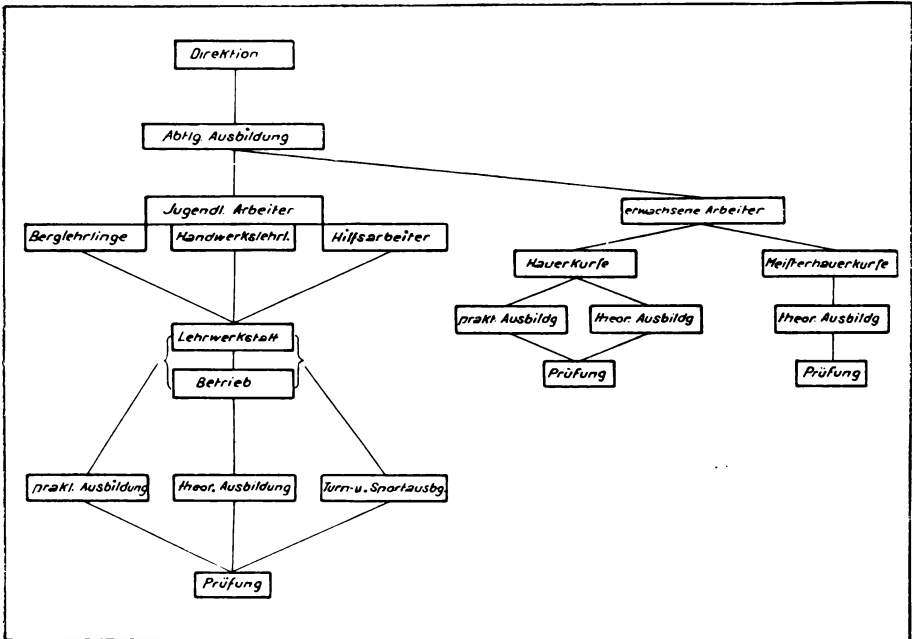 Direktion
Abtlg. Ausbildung
Jugendl. Arbeiter
Berglehrlinge
Handwerkslehrl.
Hilfsarbeiter
Lehrwerkstatt
Betrieb
prakt. Ausbildung
theor. Ausbildung
Turn-u. Sportausbg.
Prüfung
erwachsene Arbeiter
Hauerkurse
Meisterhauerkurse
prakt. Ausbildg
theor. Ausbildg
theor. Ausbildg
Prüfung
Prüfung